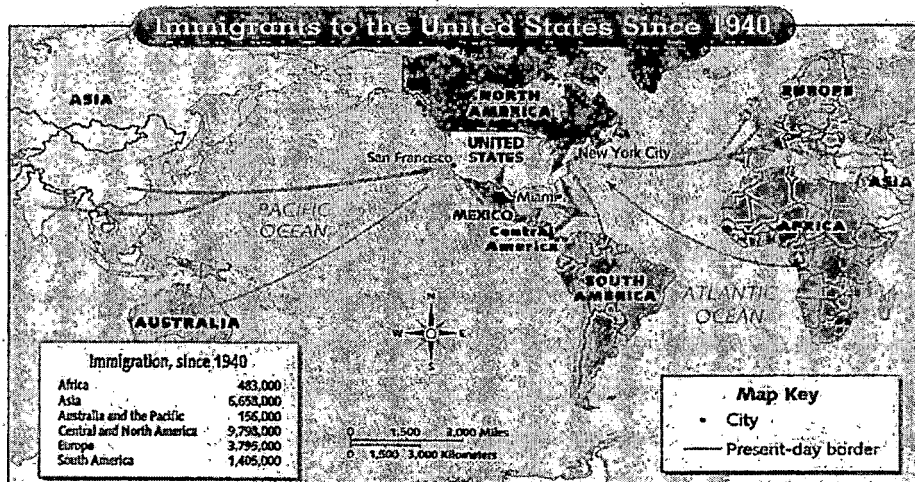 Immigrants to the United States Since 1940
ASIA
NORTH
AMERICA
EUROPE
UNITED
STATES
San Francisco
New York City
ASIA
Miami
PACIFIC
OCEAN
MEXICO
Central
America
AFRICA
SOUTH
AMERICA
ATLANTIC
OCEAN
AUSTRALIA
N
W E
S
Immigration, since 1940
Africa 483,000
Asia 6,658,000
Australia and the Pacific 156,000
Central and North America 9,798,000
Europe 3,795,000
South America 1,405,000
0 1,500 3,000 Miles
0 1,500 3,000 Kilometers
Map Key
City
Present-day border